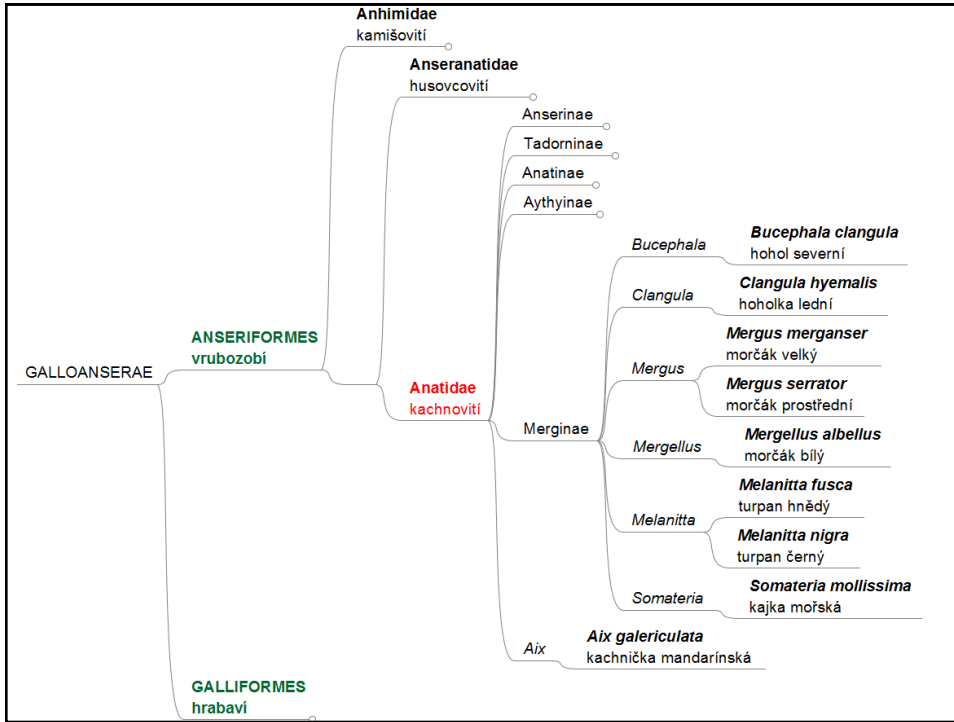 Anhimidae
kamišovití
Anseranatidae
husovcovití
Anserinae
Tadorninae
Anatinae
Aythyinae
Bucephala
Bucephala clangula
hohol severní
Clangula
Clangula hyemalis
hoholka lední
ANSERIFORMES
vrubozobí
GALLOANSERAE
Mergus
Mergus merganser
morčák velký
Mergus serrator
morčák prostřední
Anatidae
kachnovití
Merginae
Mergellus
Mergellus albellus
morčák bílý
Melanitta
Melanitta fusca
turpan hnědý
Melanitta nigra
turpan černý
Somateria
Somateria mollissima
kajka mořská
Aix
Aix galericulata
kachnička mandarínská
GALLIFORMES
hrabaví